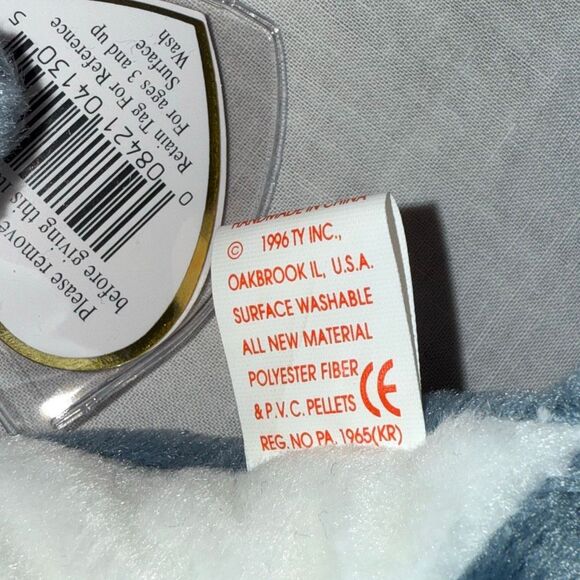 0 08421 04130 5
Retain Tag For Reference
For ages 3 and up
Surface
Wash
Please remove
before giving this
HANDMADE IN CHINA
© 1996 TY INC.,
OAKBROOK IL, U.S.A.
SURFACE WASHABLE
ALL NEW MATERIAL
POLYESTER FIBER
& P.V.C. PELLETS CE
REG. NO PA. 1965(KR)